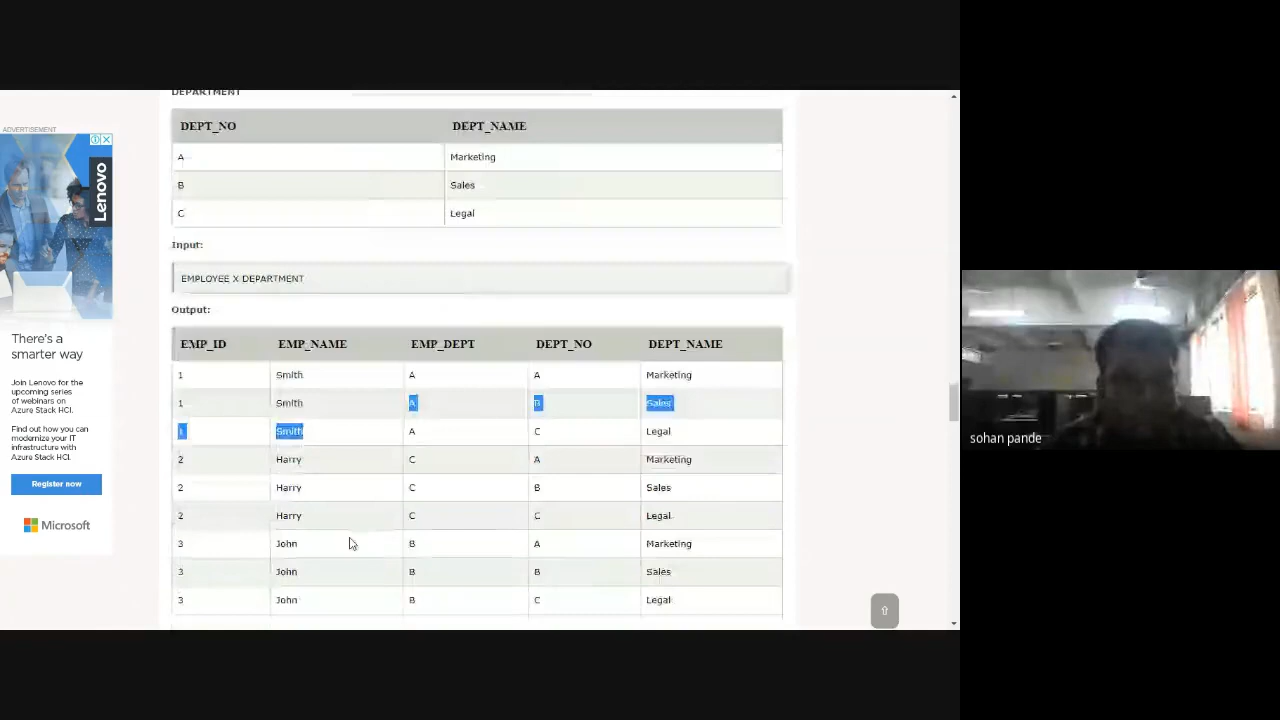 DEPARTMENT
DEPT_NO DEPT_NAME
A Marketing
B Sales
C Legal
Input:
EMPLOYEE X DEPARTMENT
Output:
EMP_ID EMP_NAME EMP_DEPT DEPT_NO DEPT_NAME
1 Smith A A Marketing
1 Smith A B Sales
1 Smith A C Legal
2 Harry C A Marketing
2 Harry C B Sales
2 Harry C C Legal
3 John B A Marketing
3 John B B Sales
3 John B C Legal
ADVERTISEMENT
Lenovo
There's a
smarter way
Join Lenovo for the
upcoming series
of webinars on
Azure Stack HCI.
Find out how you can
modernize your IT
infrastructure with
Azure Stack HCI.
Register now
Microsoft
sohan pande